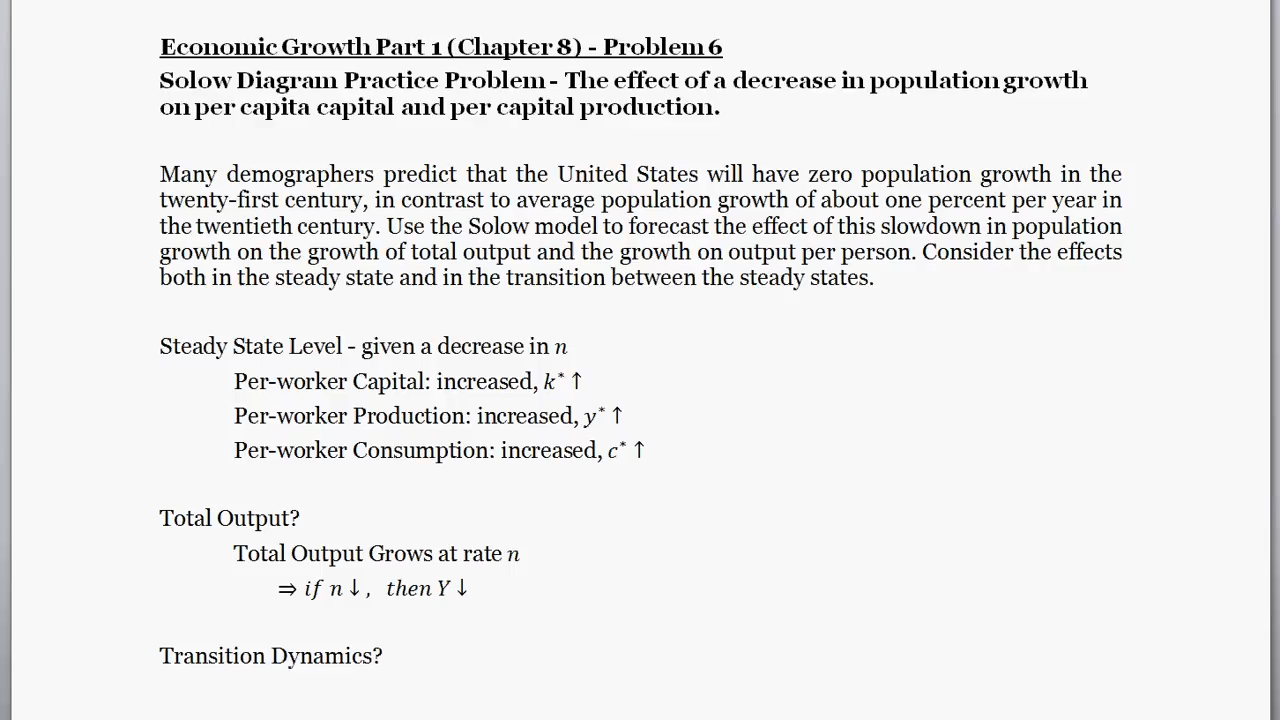 Economic Growth Part 1 (Chapter 8) - Problem 6
Solow Diagram Practice Problem - The effect of a decrease in population growth
on per capita capital and per capital production.
Many demographers predict that the United States will have zero population growth in the
twenty-first century, in contrast to average population growth of about one percent per year in
the twentieth century. Use the Solow model to forecast the effect of this slowdown in population
growth on the growth of total output and the growth on output per person. Consider the effects
both in the steady state and in the transition between the steady states.
Steady State Level - given a decrease in n
Per-worker Capital: increased, k* ↑
Per-worker Production: increased, y* ↑
Per-worker Consumption: increased, c* ↑
Total Output?
Total Output Grows at rate n
⇒ if n ↓, then Y ↓
Transition Dynamics?